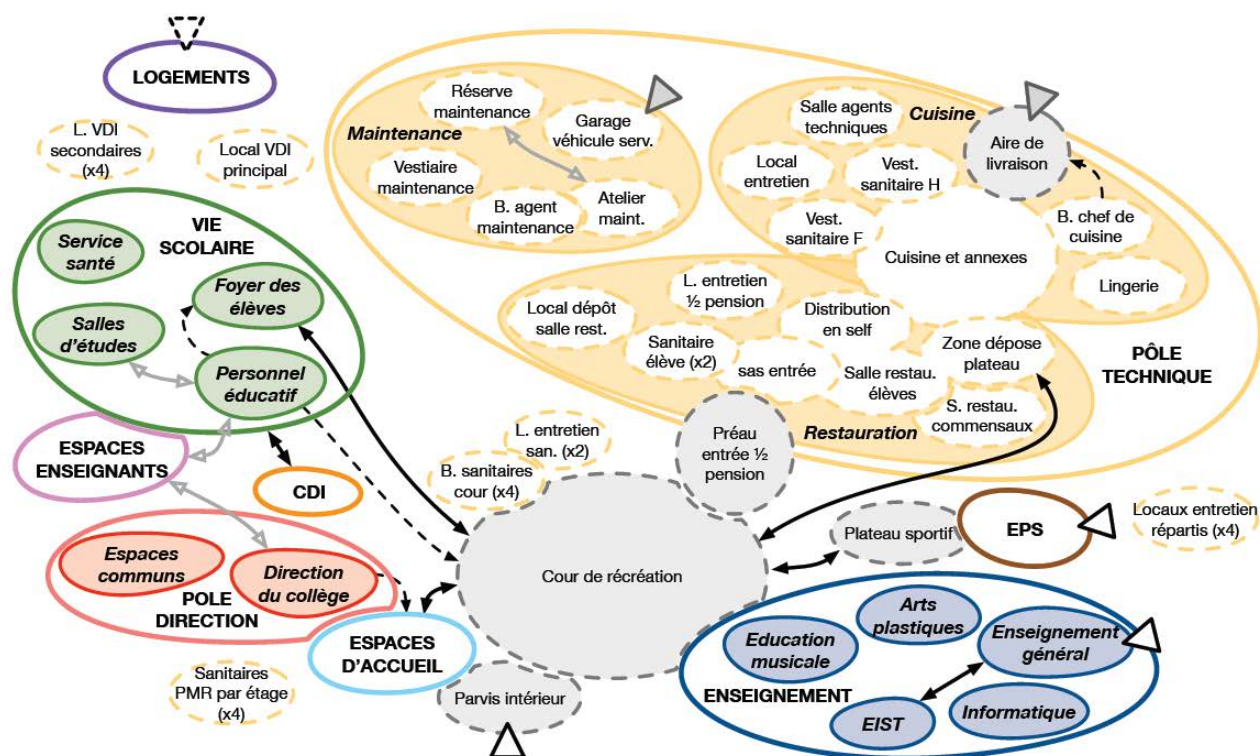 LOGEMENTS
L. VDI
secondaires
(x4)
Local VDI
principal
VIE
SCOLAIRE
Service
santé
Foyer des
élèves
Salles
d'études
Personnel
éducatif
ESPACES
ENSEIGNANTS
CDI
Espaces
communs
Direction
du collège
POLE
DIRECTION
ESPACES
D'ACCUEIL
Sanitaires
PMR par étage
(x4)
Maintenance
Réserve
maintenance
Garage
véhicule serv.
Vestiaire
maintenance
B. agent
maintenance
Atelier
maint.
Cuisine
Salle agents
techniques
Aire de
livraison
Local
entretien
Vest.
sanitaire H
Vest.
sanitaire F
B. chef de
cuisine
Cuisine et annexes
Lingerie
L. entretien
½ pension
Local dépôt
salle rest.
Distribution
en self
Sanitaire
élève (x2)
sas entrée
Salle restau.
élèves
Zone dépose
plateau
S. restau.
commensaux
Restauration
PÔLE
TECHNIQUE
Préau
entrée ½
pension
L. entretien
san. (x2)
B. sanitaires
cour (x4)
Cour de récréation
Plateau sportif
EPS
Locaux entretien
répartis (x4)
Parvis intérieur
Education
musicale
Arts
plastiques
Enseignement
général
ENSEIGNEMENT
EIST
Informatique